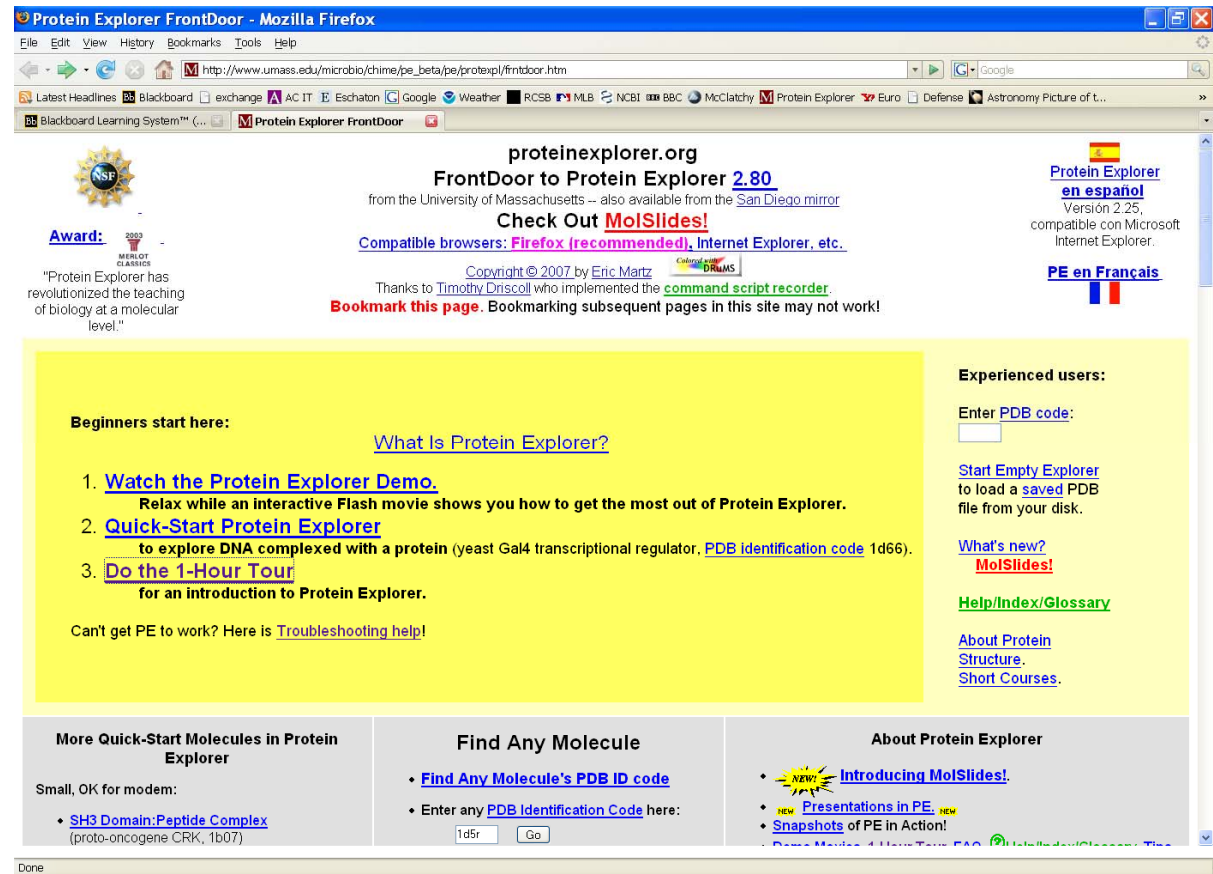 Protein Explorer FrontDoor - Mozilla Firefox
File Edit View History Bookmarks Tools Help
http://www.umass.edu/microbio/chime/pe_beta/pe/protexpl/frntdoor.htm
Google
Latest Headlines Blackboard exchange AC IT Eschaton Google Weather RCSB MLB NCBI BBC McClatchy Protein Explorer Euro Defense Astronomy Picture of t... »
Blackboard Learning System™ (... Protein Explorer FrontDoor
NSF
Award:
2003
MERLOT
CLASSICS
"Protein Explorer has
revolutionized the teaching
of biology at a molecular
level."
proteinexplorer.org
FrontDoor to Protein Explorer 2.80
from the University of Massachusetts -- also available from the San Diego mirror
Check Out MolSlides!
Compatible browsers: Firefox (recommended), Internet Explorer, etc.
Copyright © 2007 by Eric Martz Colored with DRuMS
Thanks to Timothy Driscoll who implemented the command script recorder.
Bookmark this page. Bookmarking subsequent pages in this site may not work!
Protein Explorer
en español
Versión 2.25,
compatible con Microsoft
Internet Explorer.
PE en Français
Beginners start here:
What Is Protein Explorer?
1. Watch the Protein Explorer Demo.
Relax while an interactive Flash movie shows you how to get the most out of Protein Explorer.
2. Quick-Start Protein Explorer
to explore DNA complexed with a protein (yeast Gal4 transcriptional regulator, PDB identification code 1d66).
3. Do the 1-Hour Tour
for an introduction to Protein Explorer.
Can't get PE to work? Here is Troubleshooting help!
Experienced users:
Enter PDB code:
Start Empty Explorer
to load a saved PDB
file from your disk.
What's new?
MolSlides!
Help/Index/Glossary
About Protein
Structure.
Short Courses.
More Quick-Start Molecules in Protein
Explorer
Small, OK for modem:
• SH3 Domain:Peptide Complex
(proto-oncogene CRK, 1b07)
Find Any Molecule
• Find Any Molecule's PDB ID code
• Enter any PDB Identification Code here:
1d5r Go
About Protein Explorer
• NEW! Introducing MolSlides!.
• NEW Presentations in PE. NEW
• Snapshots of PE in Action!
• Demo Movies, 1-Hour Tour, FAQ, Help/Index/Glossary, Tips
Done